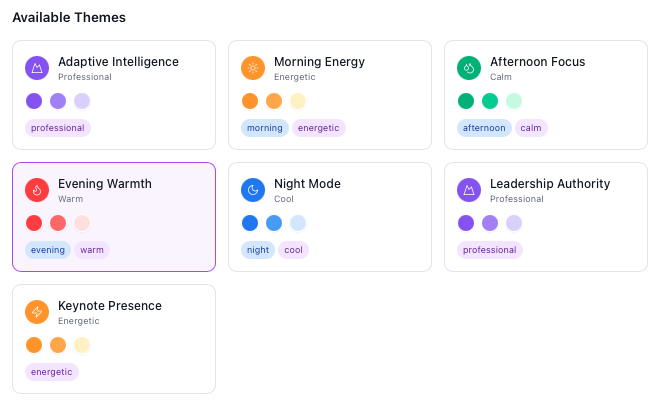 Available Themes
Adaptive Intelligence
Professional
professional
Morning Energy
Energetic
morning energetic
Afternoon Focus
Calm
afternoon calm
Evening Warmth
Warm
evening warm
Night Mode
Cool
night cool
Leadership Authority
Professional
professional
Keynote Presence
Energetic
energetic